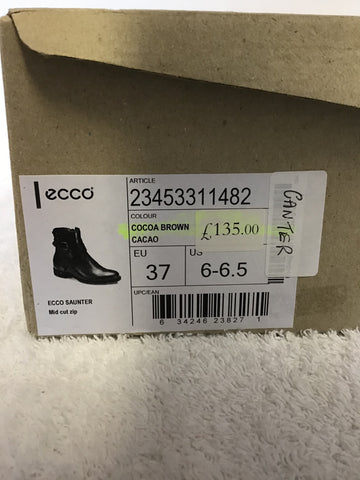 ecco
ARTICLE
23453311482
COLOUR
COCOA BROWN
CACAO
£135.00
EU
US
37
6-6.5
UPC/EAN
6 34246 23827 1
ECCO SAUNTER
Mid cut zip
CANTER